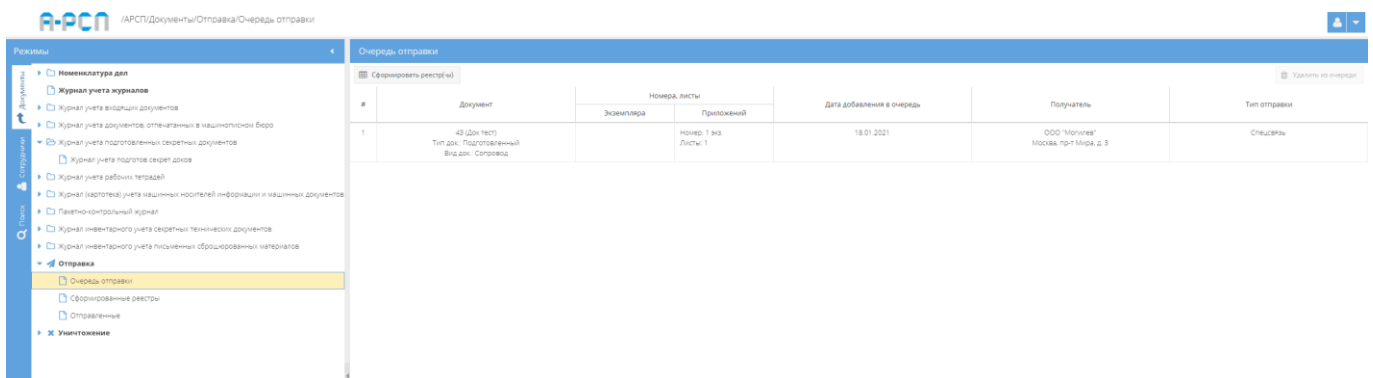 А-РСП
/АРСП/Документы/Отправка/Очередь отправки
Режимы
Документы
Сотрудники
Поиск
Номенклатура дел
Журнал учета журналов
Журнал учета входящих документов
Журнал учета документов, отпечатанных в машинописном бюро
Журнал учета подготовленных секретных документов
Журнал учета подготов секрет доков
Журнал учета рабочих тетрадей
Журнал (картотека) учета машинных носителей информации и машинных документов
Пакетно-контрольный журнал
Журнал инвентарного учета секретных технических документов
Журнал инвентарного учета письменных сброшюрованных материалов
Отправка
Очередь отправки
Сформированные реестры
Отправленные
Уничтожение
Очередь отправки
Сформировать реестр(-ы)
Удалить из очереди
#
Документ
Номера, листы
Экземпляра
Приложений
Дата добавления в очередь
Получатель
Тип отправки
1
43 (Док тест)
Тип док.: Подготовленный
Вид док.: Сопровод
Номер: 1 экз.
Листы: 1
18.01.2021
ООО "Могилев"
Москва, пр-т Мира, д. 3
Спецсвязь